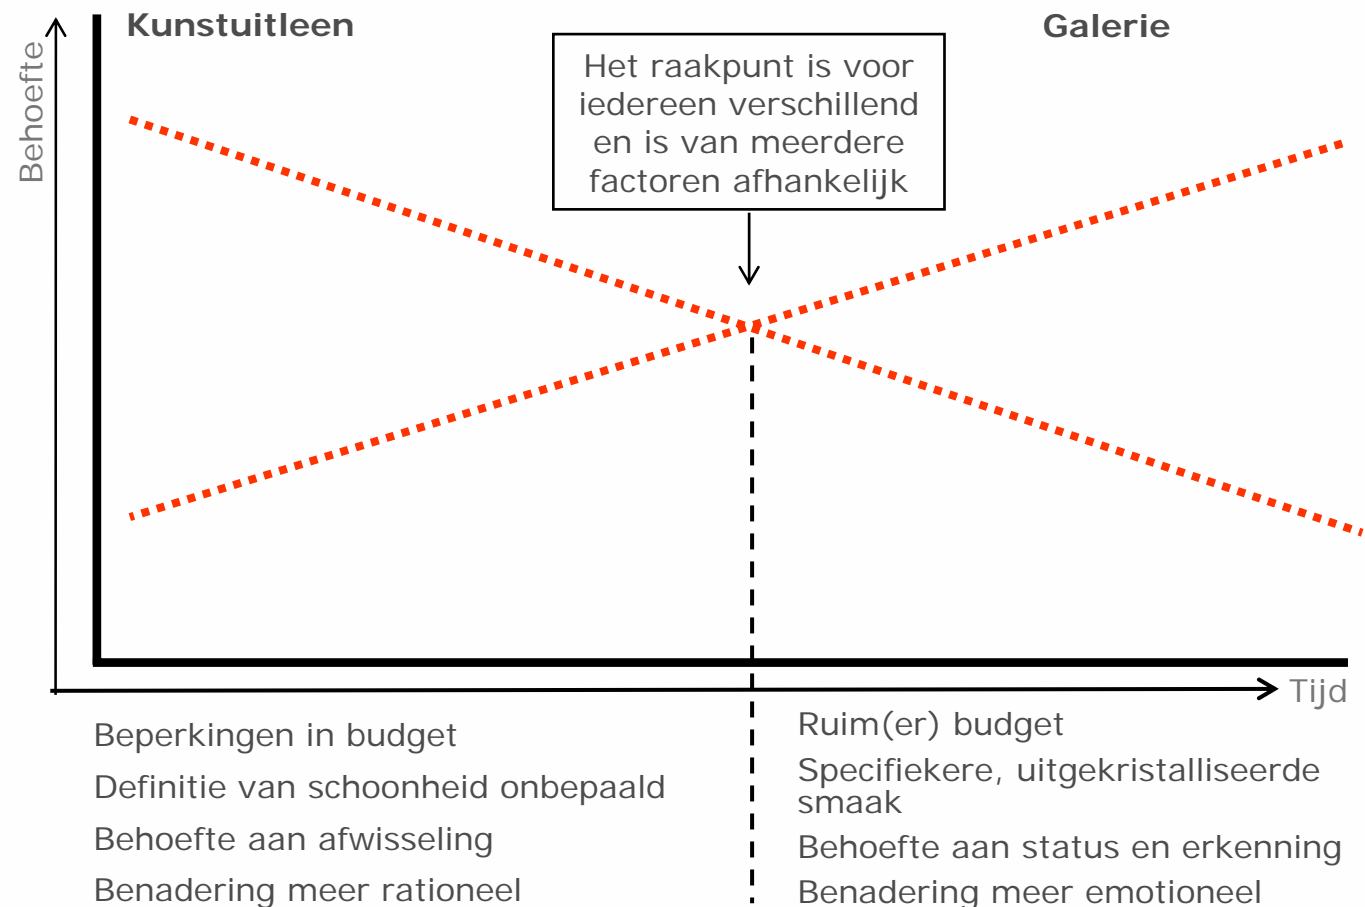 Kunstuitleen
Galerie
Behoefte
Het raakpunt is voor
iedereen verschillend
en is van meerdere
factoren afhankelijk
Tijd
Beperkingen in budget
Definitie van schoonheid onbepaald
Behoefte aan afwisseling
Benadering meer rationeel
Ruim(er) budget
Specifiekere, uitgekristalliseerde
smaak
Behoefte aan status en erkenning
Benadering meer emotioneel